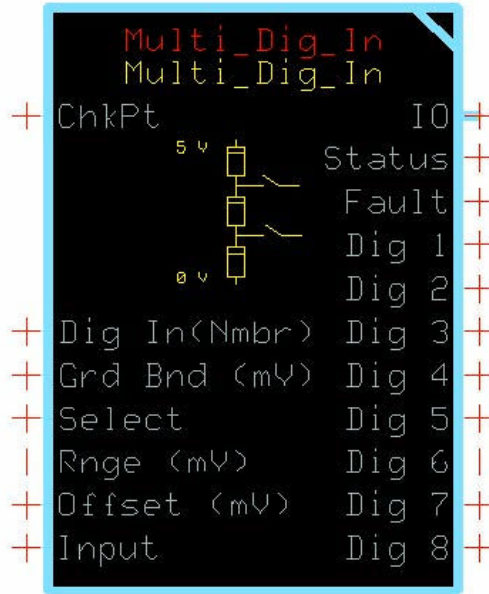 Multi_Dig_In
Multi_Dig_In
ChkPt IO
5 V
Status
Fault
Dig 1
0 V
Dig 2
Dig In(Nmbr) Dig 3
Grd Bnd (mV) Dig 4
Select Dig 5
Rnge (mV) Dig 6
Offset (mV) Dig 7
Input Dig 8